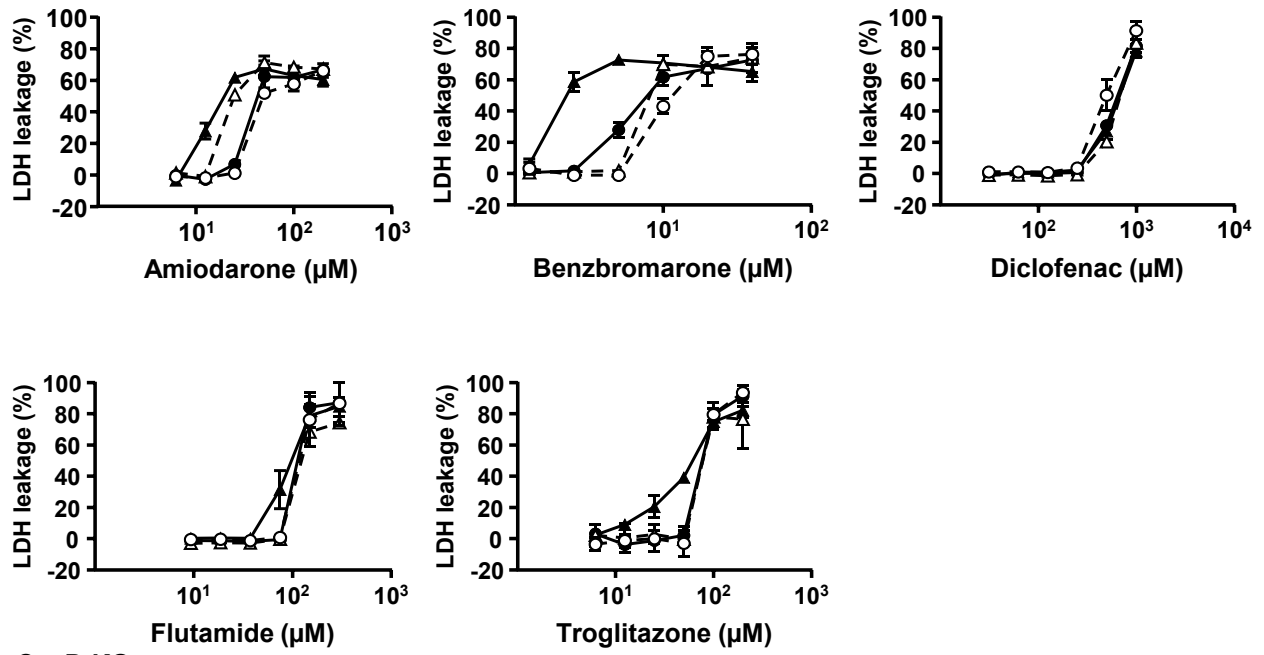 LDH leakage (%)
100
80
60
40
20
0
-20
10¹ 10² 10³
Amiodarone (µM)
LDH leakage (%)
100
80
60
40
20
0
-20
10¹ 10²
Benzbromarone (µM)
LDH leakage (%)
100
80
60
40
20
0
-20
10² 10³ 10⁴
Diclofenac (µM)
LDH leakage (%)
100
80
60
40
20
0
-20
10¹ 10² 10³
Flutamide (µM)
LDH leakage (%)
100
80
60
40
20
0
-20
10¹ 10² 10³
Troglitazone (µM)